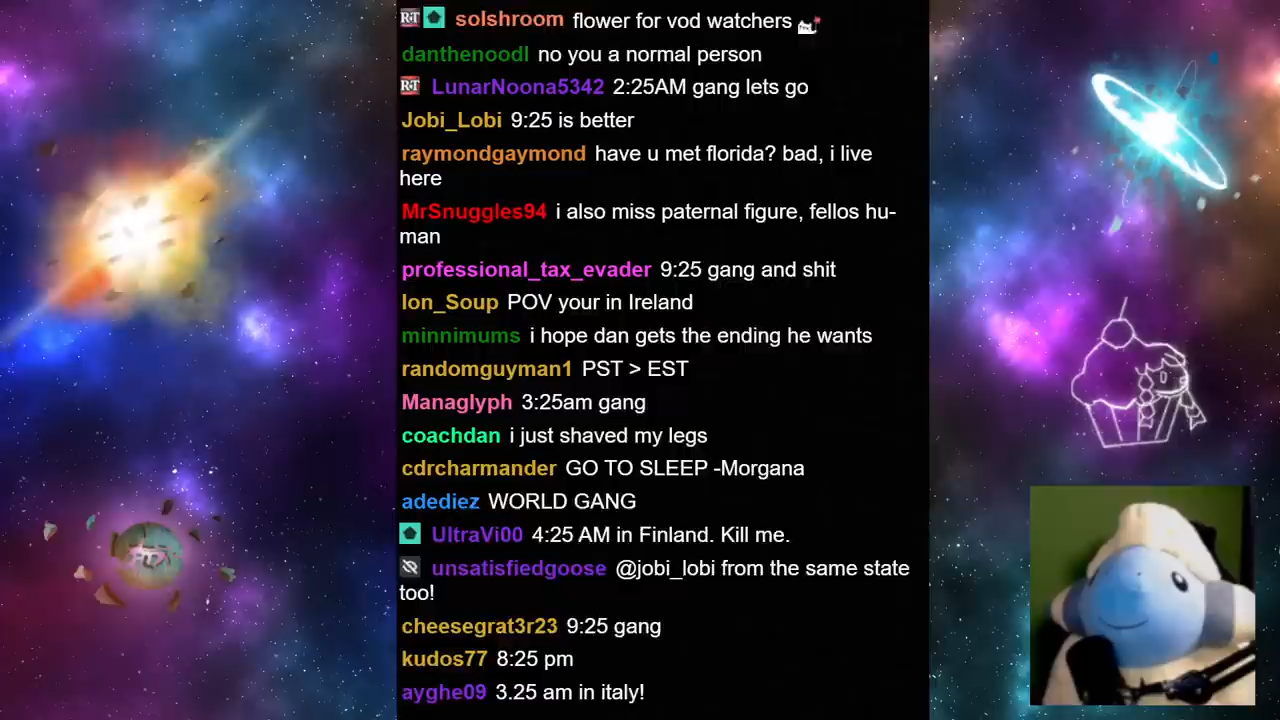 solshroom flower for vod watchers
danthenoodl no you a normal person
LunarNoona5342 2:25AM gang lets go
Jobi_Lobi 9:25 is better
raymondgaymond have u met florida? bad, i live
here
MrSnuggles94 i also miss paternal figure, fellos hu-
man
professional_tax_evader 9:25 gang and shit
Ion_Soup POV your in Ireland
minnimums i hope dan gets the ending he wants
randomguyman1 PST > EST
Managlyph 3:25am gang
coachdan i just shaved my legs
cdrcharmander GO TO SLEEP -Morgana
adediez WORLD GANG
UltraVi00 4:25 AM in Finland. Kill me.
unsatisfiedgoose @jobi_lobi from the same state
too!
cheesegrat3r23 9:25 gang
kudos77 8:25 pm
ayghe09 3.25 am in italy!